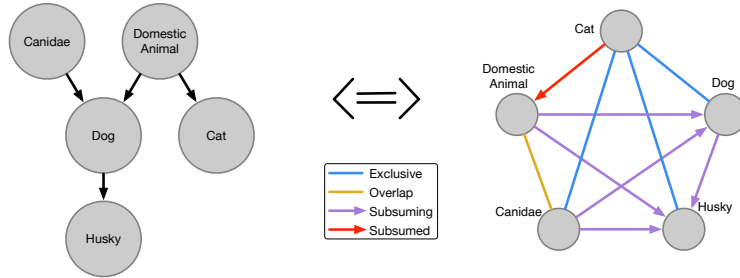 Canidae
Domestic
Animal
Dog
Cat
Husky
Exclusive
Overlap
Subsuming
Subsumed
Cat
Domestic
Animal
Dog
Canidae
Husky